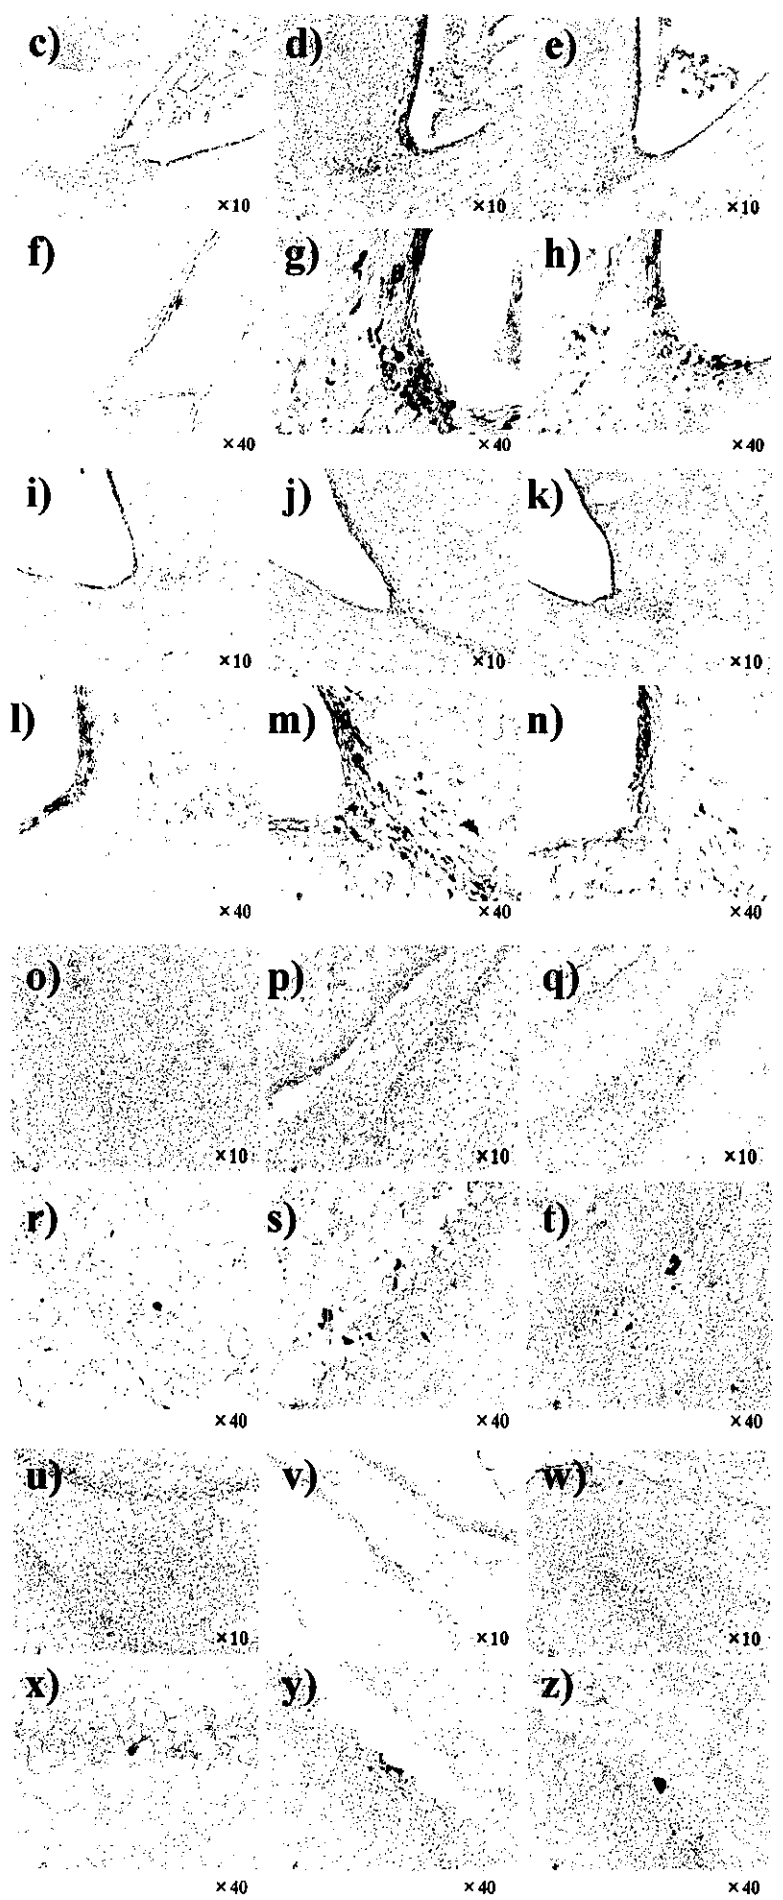 c) d) e)
×10 ×10 ×10
f) g) h)
×40 ×40 ×40
i) j) k)
×10 ×10 ×10
l) m) n)
×40 ×40 ×40
o) p) q)
×10 ×10 ×10
r) s) t)
×40 ×40 ×40
u) v) w)
×10 ×10 ×10
x) y) z)
×40 ×40 ×40